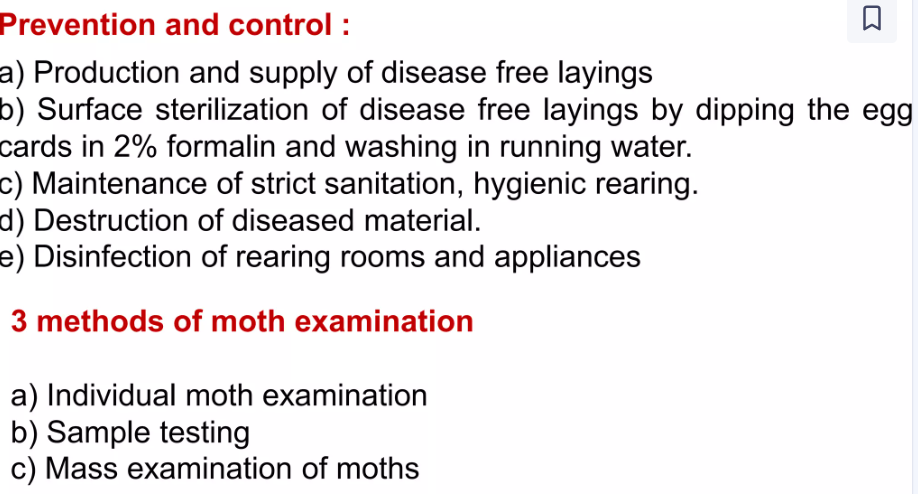 Prevention and control :
a) Production and supply of disease free layings
b) Surface sterilization of disease free layings by dipping the egg
cards in 2% formalin and washing in running water.
c) Maintenance of strict sanitation, hygienic rearing.
d) Destruction of diseased material.
e) Disinfection of rearing rooms and appliances
3 methods of moth examination
a) Individual moth examination
b) Sample testing
c) Mass examination of moths